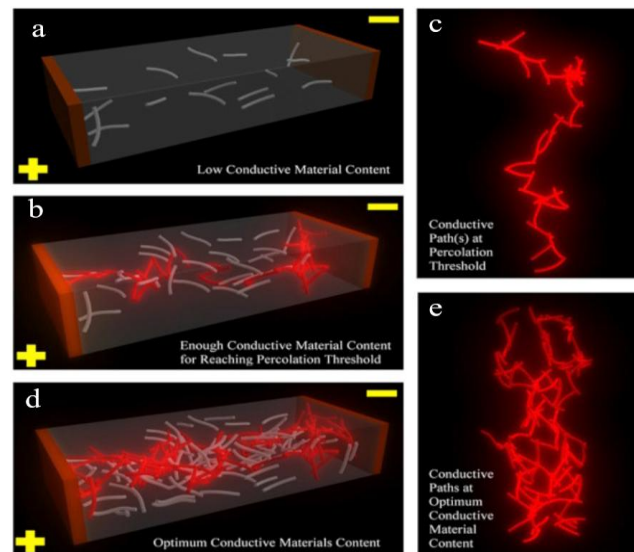 a
Low Conductive Material Content
b
Enough Conductive Material Content
for Reaching Percolation Threshold
d
Optimum Conductive Materials Content
c
Conductive
Path(s) at
Percolation
Threshold
e
Conductive
Paths at
Optimum
Conductive
Material
Content